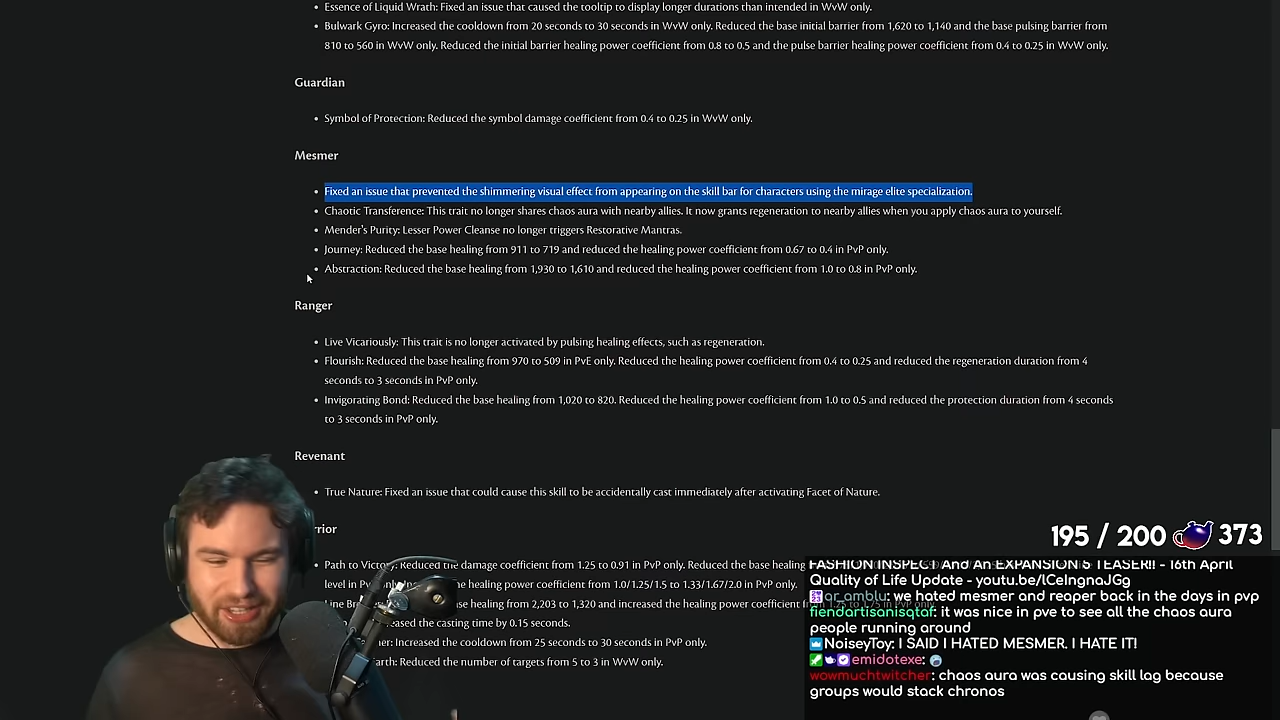 Essence of Liquid Wrath: Fixed an issue that caused the tooltip to display longer durations than intended in WvW only.
Bulwark Gyro: Increased the cooldown from 20 seconds to 30 seconds in WvW only. Reduced the base initial barrier from 1,620 to 1,140 and the base pulsing barrier from
810 to 560 in WvW only. Reduced the initial barrier healing power coefficient from 0.8 to 0.5 and the pulse barrier healing power coefficient from 0.4 to 0.25 in WvW only.
Guardian
Symbol of Protection: Reduced the symbol damage coefficient from 0.4 to 0.25 in WvW only.
Mesmer
Fixed an issue that prevented the shimmering visual effect from appearing on the skill bar for characters using the mirage elite specialization.
Chaotic Transference: This trait no longer shares chaos aura with nearby allies. It now grants regeneration to nearby allies when you apply chaos aura to yourself.
Mender's Purity: Lesser Power Cleanse no longer triggers Restorative Mantras.
Journey: Reduced the base healing from 911 to 719 and reduced the healing power coefficient from 0.67 to 0.4 in PvP only.
Abstraction: Reduced the base healing from 1,930 to 1,610 and reduced the healing power coefficient from 1.0 to 0.8 in PvP only.
Ranger
Live Vicariously: This trait is no longer activated by pulsing healing effects, such as regeneration.
Flourish: Reduced the base healing from 970 to 509 in PvE only. Reduced the healing power coefficient from 0.4 to 0.25 and reduced the regeneration duration from 4
seconds to 3 seconds in PvP only.
Invigorating Bond: Reduced the base healing from 1,020 to 820. Reduced the healing power coefficient from 1.0 to 0.5 and reduced the protection duration from 4 seconds
to 3 seconds in PvP only.
Revenant
True Nature: Fixed an issue that could cause this skill to be accidentally cast immediately after activating Facet of Nature.
rrior
Path to Victory: Reduced the damage coefficient from 1.25 to 0.91 in PvP only. Reduced the base healing
level in Pv he healing power coefficient from 1.0/1.25/1.5 to 1.33/1.67/2.0 in PvP only.
Line Bre se healing from 2,203 to 1,320 and increased the healing power coefficient from 1.25 to 1.75 in PvP only.
ed the casting time by 0.15 seconds.
her: Increased the cooldown from 25 seconds to 30 seconds in PvP only.
Earth: Reduced the number of targets from 5 to 3 in WvW only.
195 / 200 373
FASHION INSPECT And An EXPANSION 6 TEASER!! - 16th April
Quality of Life Update - youtu.be/lCeIngnaJGg
ar_amblu: we hated mesmer and reaper back in the days in pvp
fiendartisanisqtaf: it was nice in pve to see all the chaos aura
people running around
NoiseyToy: I SAID I HATED MESMER. I HATE IT!
emidotexe:
wowmuchtwitcher: chaos aura was causing skill lag because
groups would stack chronos